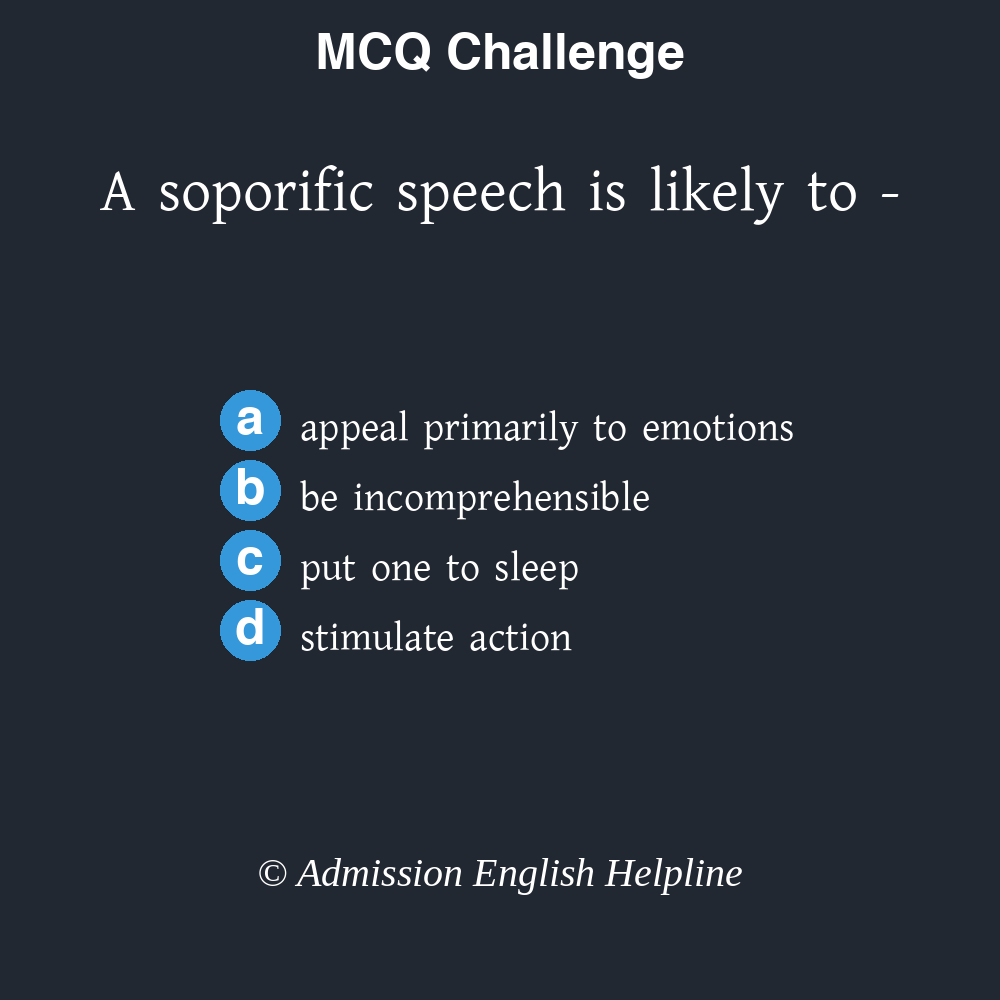 MCQ Challenge
A soporific speech is likely to -
a appeal primarily to emotions
b be incomprehensible
c put one to sleep
d stimulate action
© Admission English Helpline